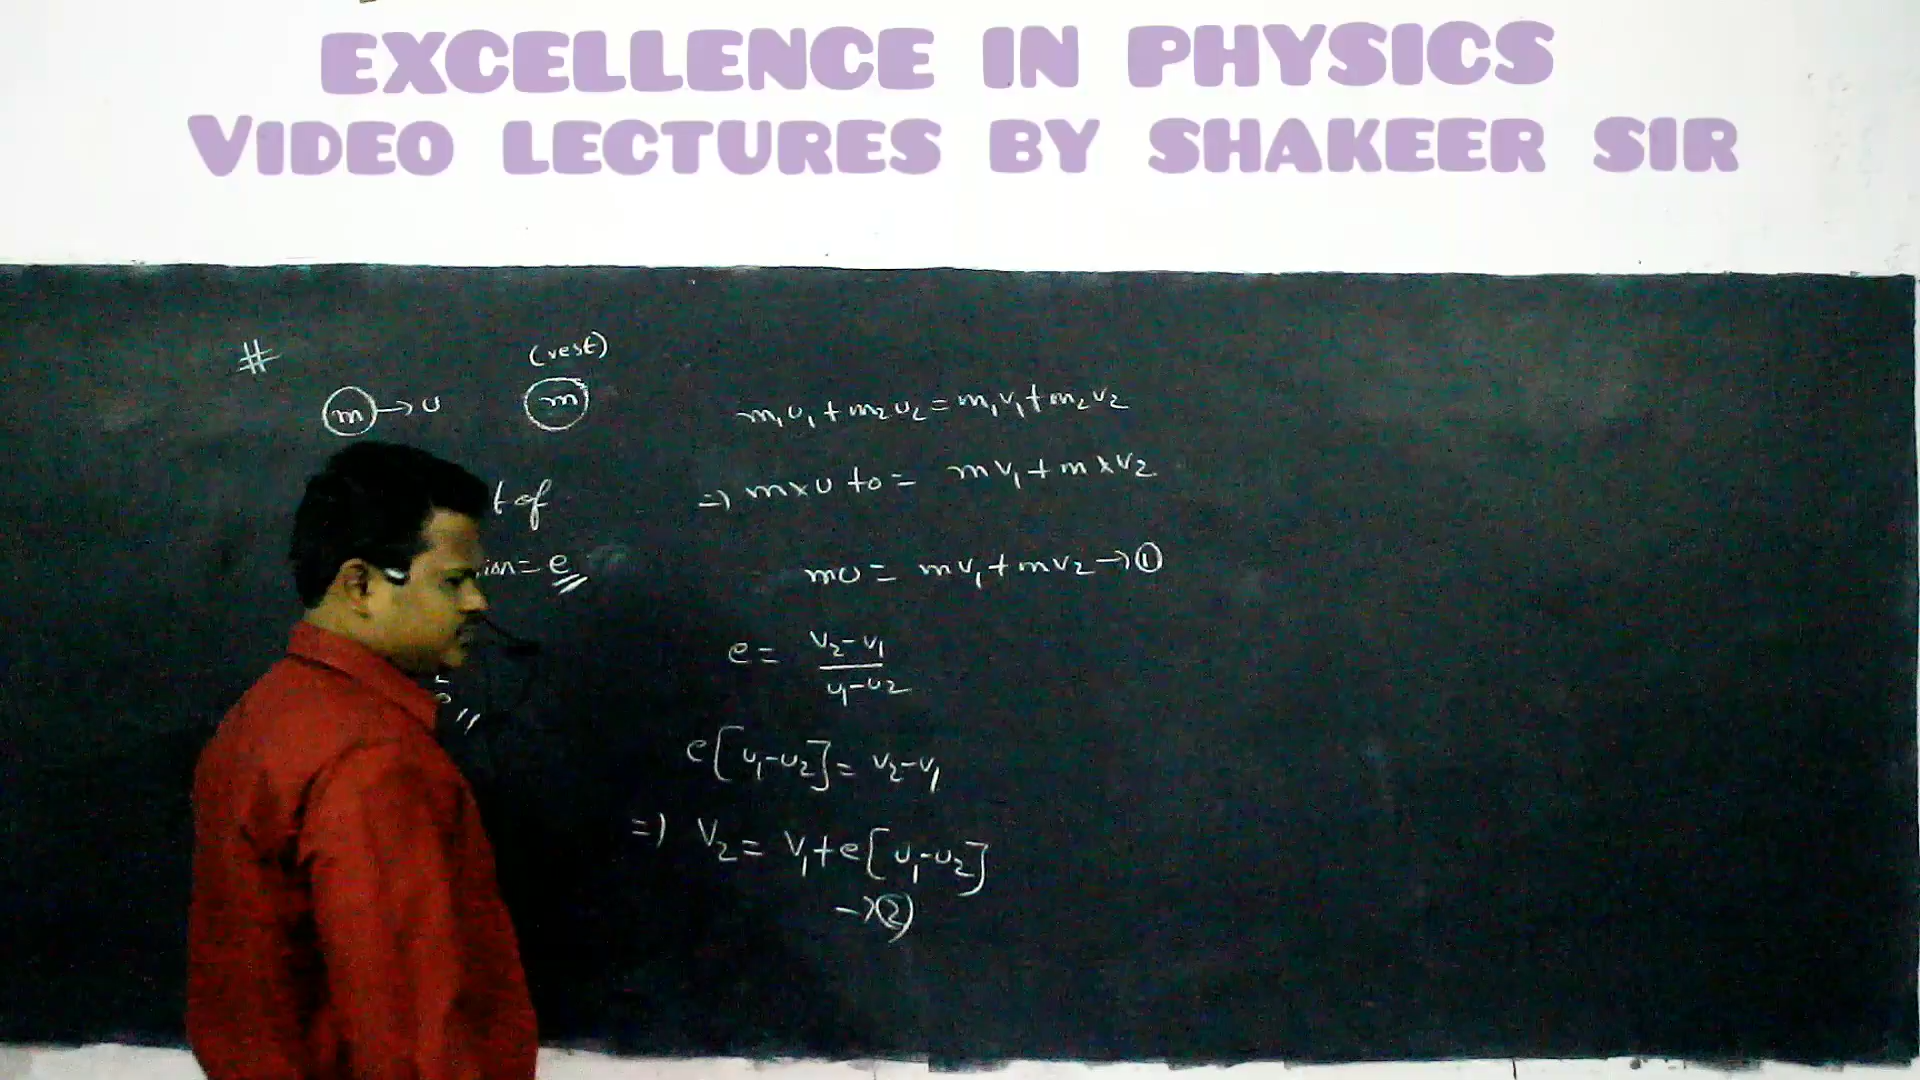 EXCELLENCE IN PHYSICS
VIDEO LECTURES BY SHAKEER SIR
#
(rest)
m → u
m
t of
ion = e
m₁u₁ + m₂u₂ = m₁v₁ + m₂v₂
⇒ m×u + 0 = mv₁ + m×v₂
mu = mv₁ + mv₂ → ①
e = (v₂ - v₁) / (u₁ - u₂)
e[u₁ - u₂] = v₂ - v₁
⇒ v₂ = v₁ + e[u₁ - u₂]
→ ②